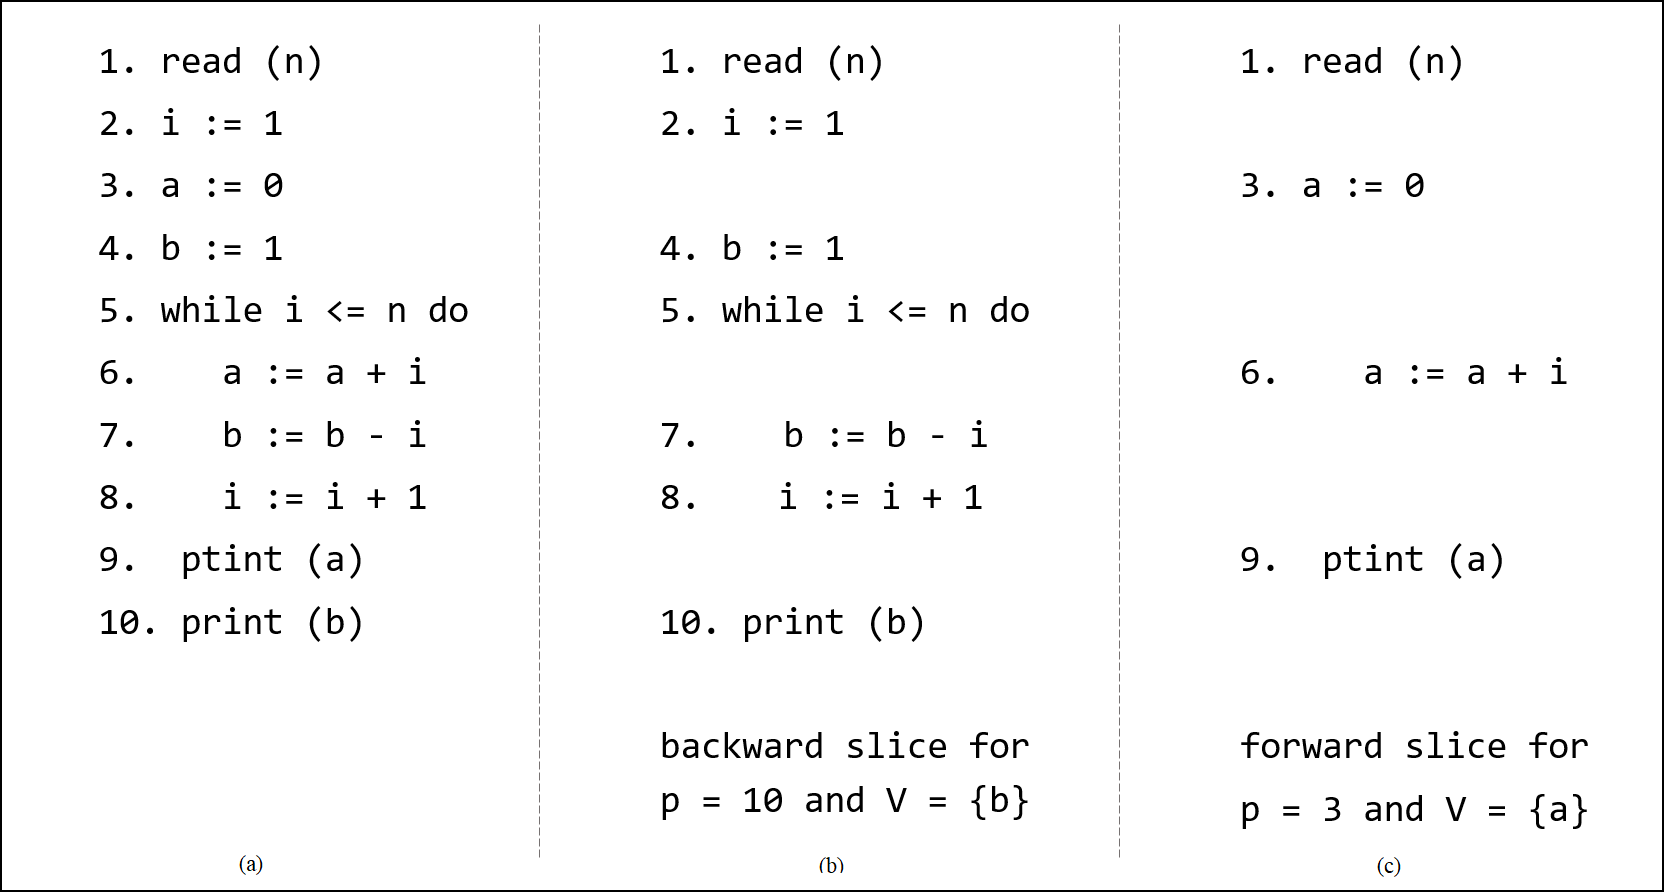 1. read (n)
2. i := 1
3. a := 0
4. b := 1
5. while i <= n do
6.    a := a + i
7.    b := b - i
8.    i := i + 1
9.  ptint (a)
10. print (b)
(a)
1. read (n)
2. i := 1
4. b := 1
5. while i <= n do
7.    b := b - i
8.    i := i + 1
10. print (b)
backward slice for
p = 10 and V = {b}
(b)
1. read (n)
3. a := 0
6.    a := a + i
9.  ptint (a)
forward slice for
p = 3 and V = {a}
(c)